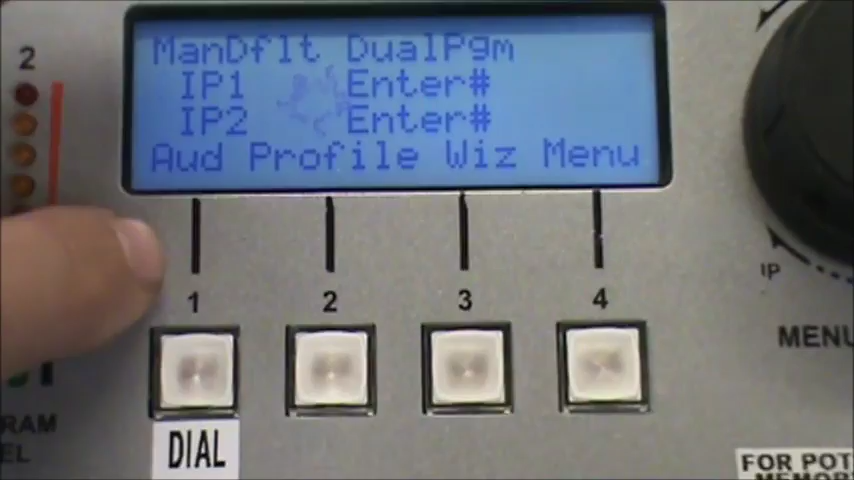 2
ManDflt DualPgm
IP1 Enter#
IP2 Enter#
Aud Profile Wiz Menu
1 2 3 4
IP
MENU
DIAL
RAM
EL
FOR POT
MEMOR